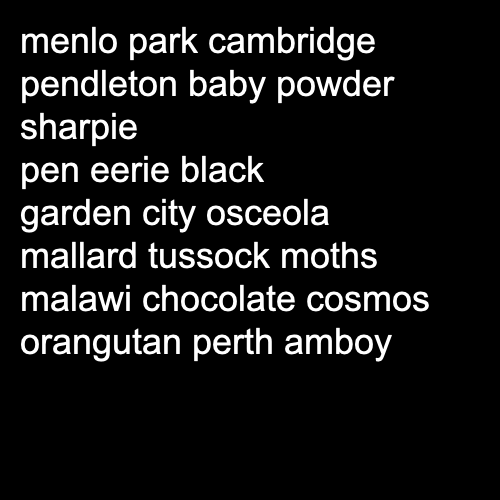 menlo park cambridge
pendleton baby powder
sharpie
pen eerie black
garden city osceola
mallard tussock moths
malawi chocolate cosmos
orangutan perth amboy